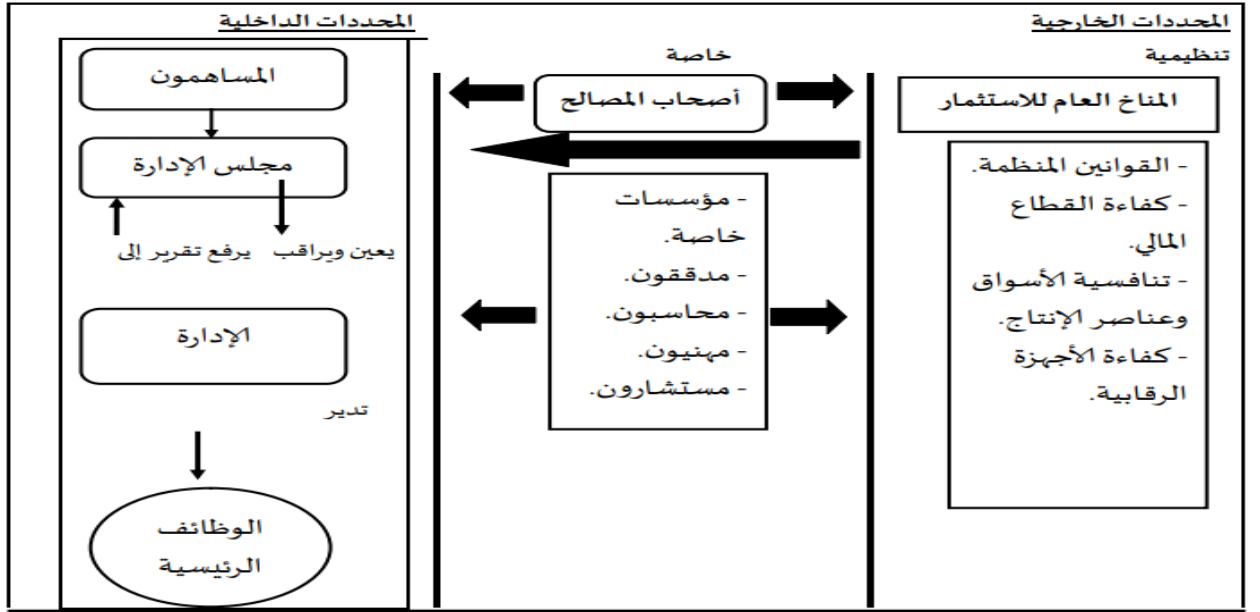 المحددات الخارجية
تنظيمية
المناخ العام للاستثمار
- القوانين المنظمة.
- كفاءة القطاع
المالي.
- تنافسية الأسواق
وعناصر الإنتاج.
- كفاءة الأجهزة
الرقابية.
خاصة
أصحاب المصالح
- مؤسسات
خاصة.
- مدققون.
- محاسبون.
- مهنيون.
- مستشارون.
المحددات الداخلية
المساهمون
مجلس الإدارة
يعين ويراقب
يرفع تقرير إلى
الإدارة
تدير
الوظائف
الرئيسية